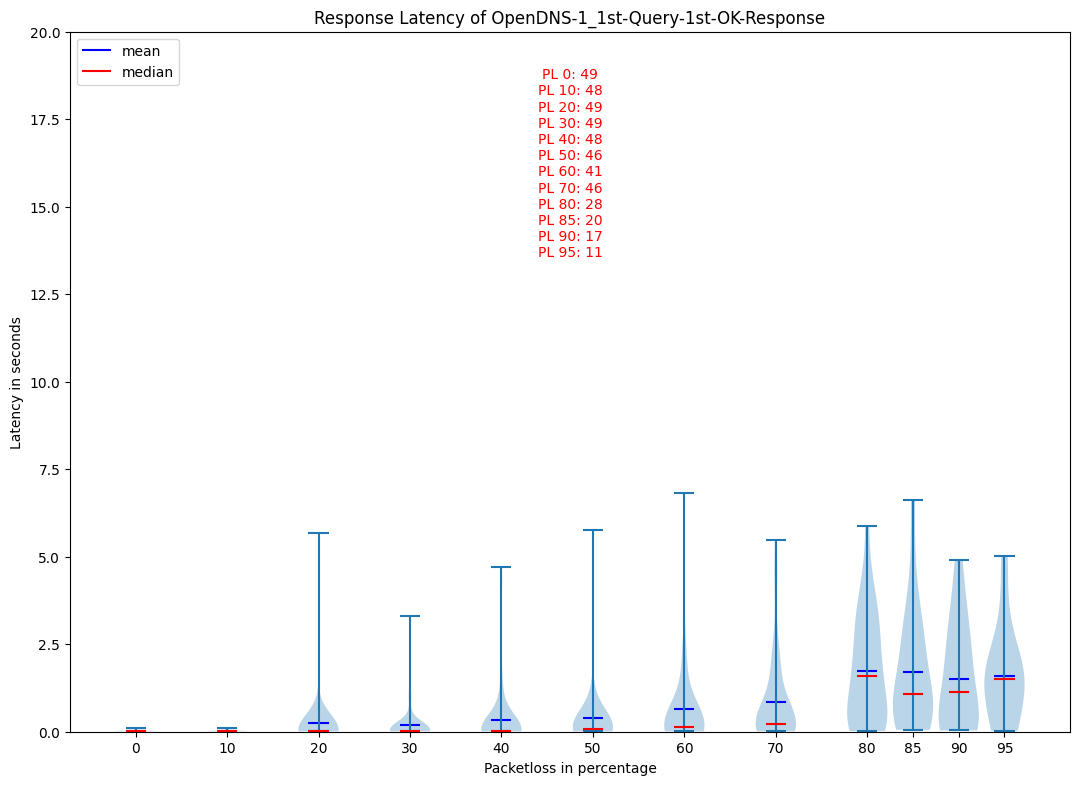 Response Latency of OpenDNS-1_1st-Query-1st-OK-Response
20.0
17.5
15.0
12.5
10.0
7.5
5.0
2.5
0.0
Latency in seconds
mean
median
PL 0: 49
PL 10: 48
PL 20: 49
PL 30: 49
PL 40: 48
PL 50: 46
PL 60: 41
PL 70: 46
PL 80: 28
PL 85: 20
PL 90: 17
PL 95: 11
0 10 20 30 40 50 60 70 80 85 90 95
Packetloss in percentage